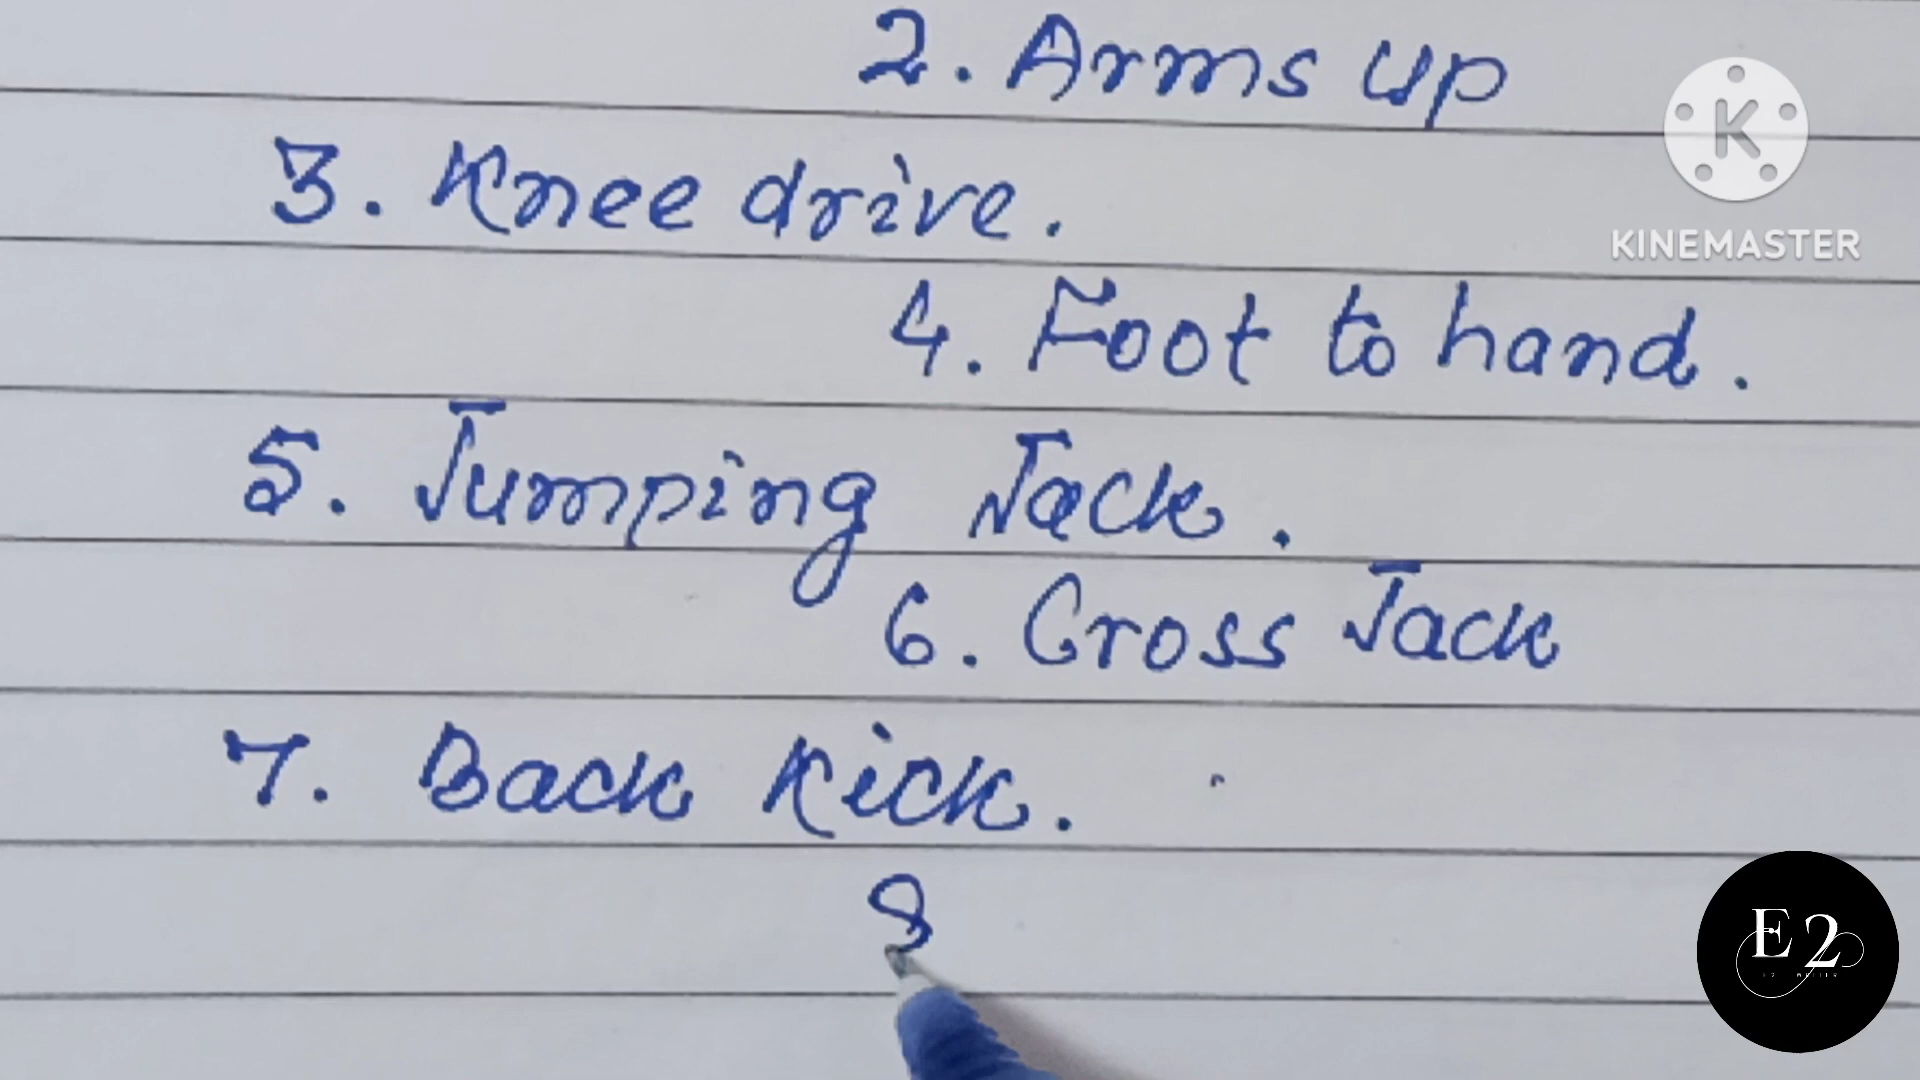 2. Arms up
3. Knee drive.
4. Foot to hand.
5. Jumping Jack.
6. Cross Jack
7. Back Kick.
8
K
KINEMASTER
E2